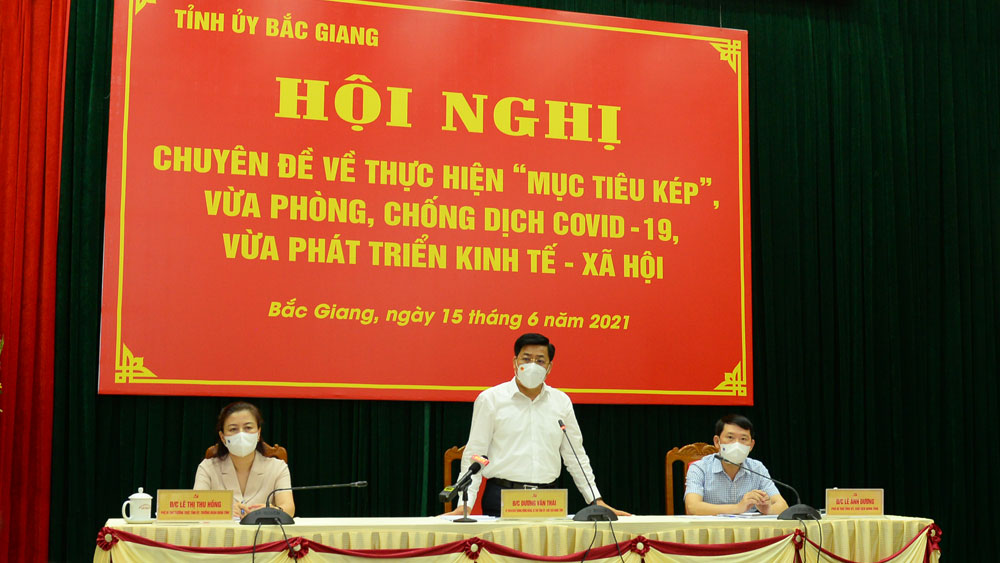 TỈNH ỦY BẮC GIANG
HỘI NGHỊ
CHUYÊN ĐỀ VỀ THỰC HIỆN “MỤC TIÊU KÉP”,
VỪA PHÒNG, CHỐNG DỊCH COVID -19,
VỪA PHÁT TRIỂN KINH TẾ - XÃ HỘI
Bắc Giang, ngày 15 tháng 6 năm 2021
Đ/C LÊ THỊ THU HỒNG
Đ/C DƯƠNG VĂN THÁI
Đ/C LÊ ÁNH DƯƠNG